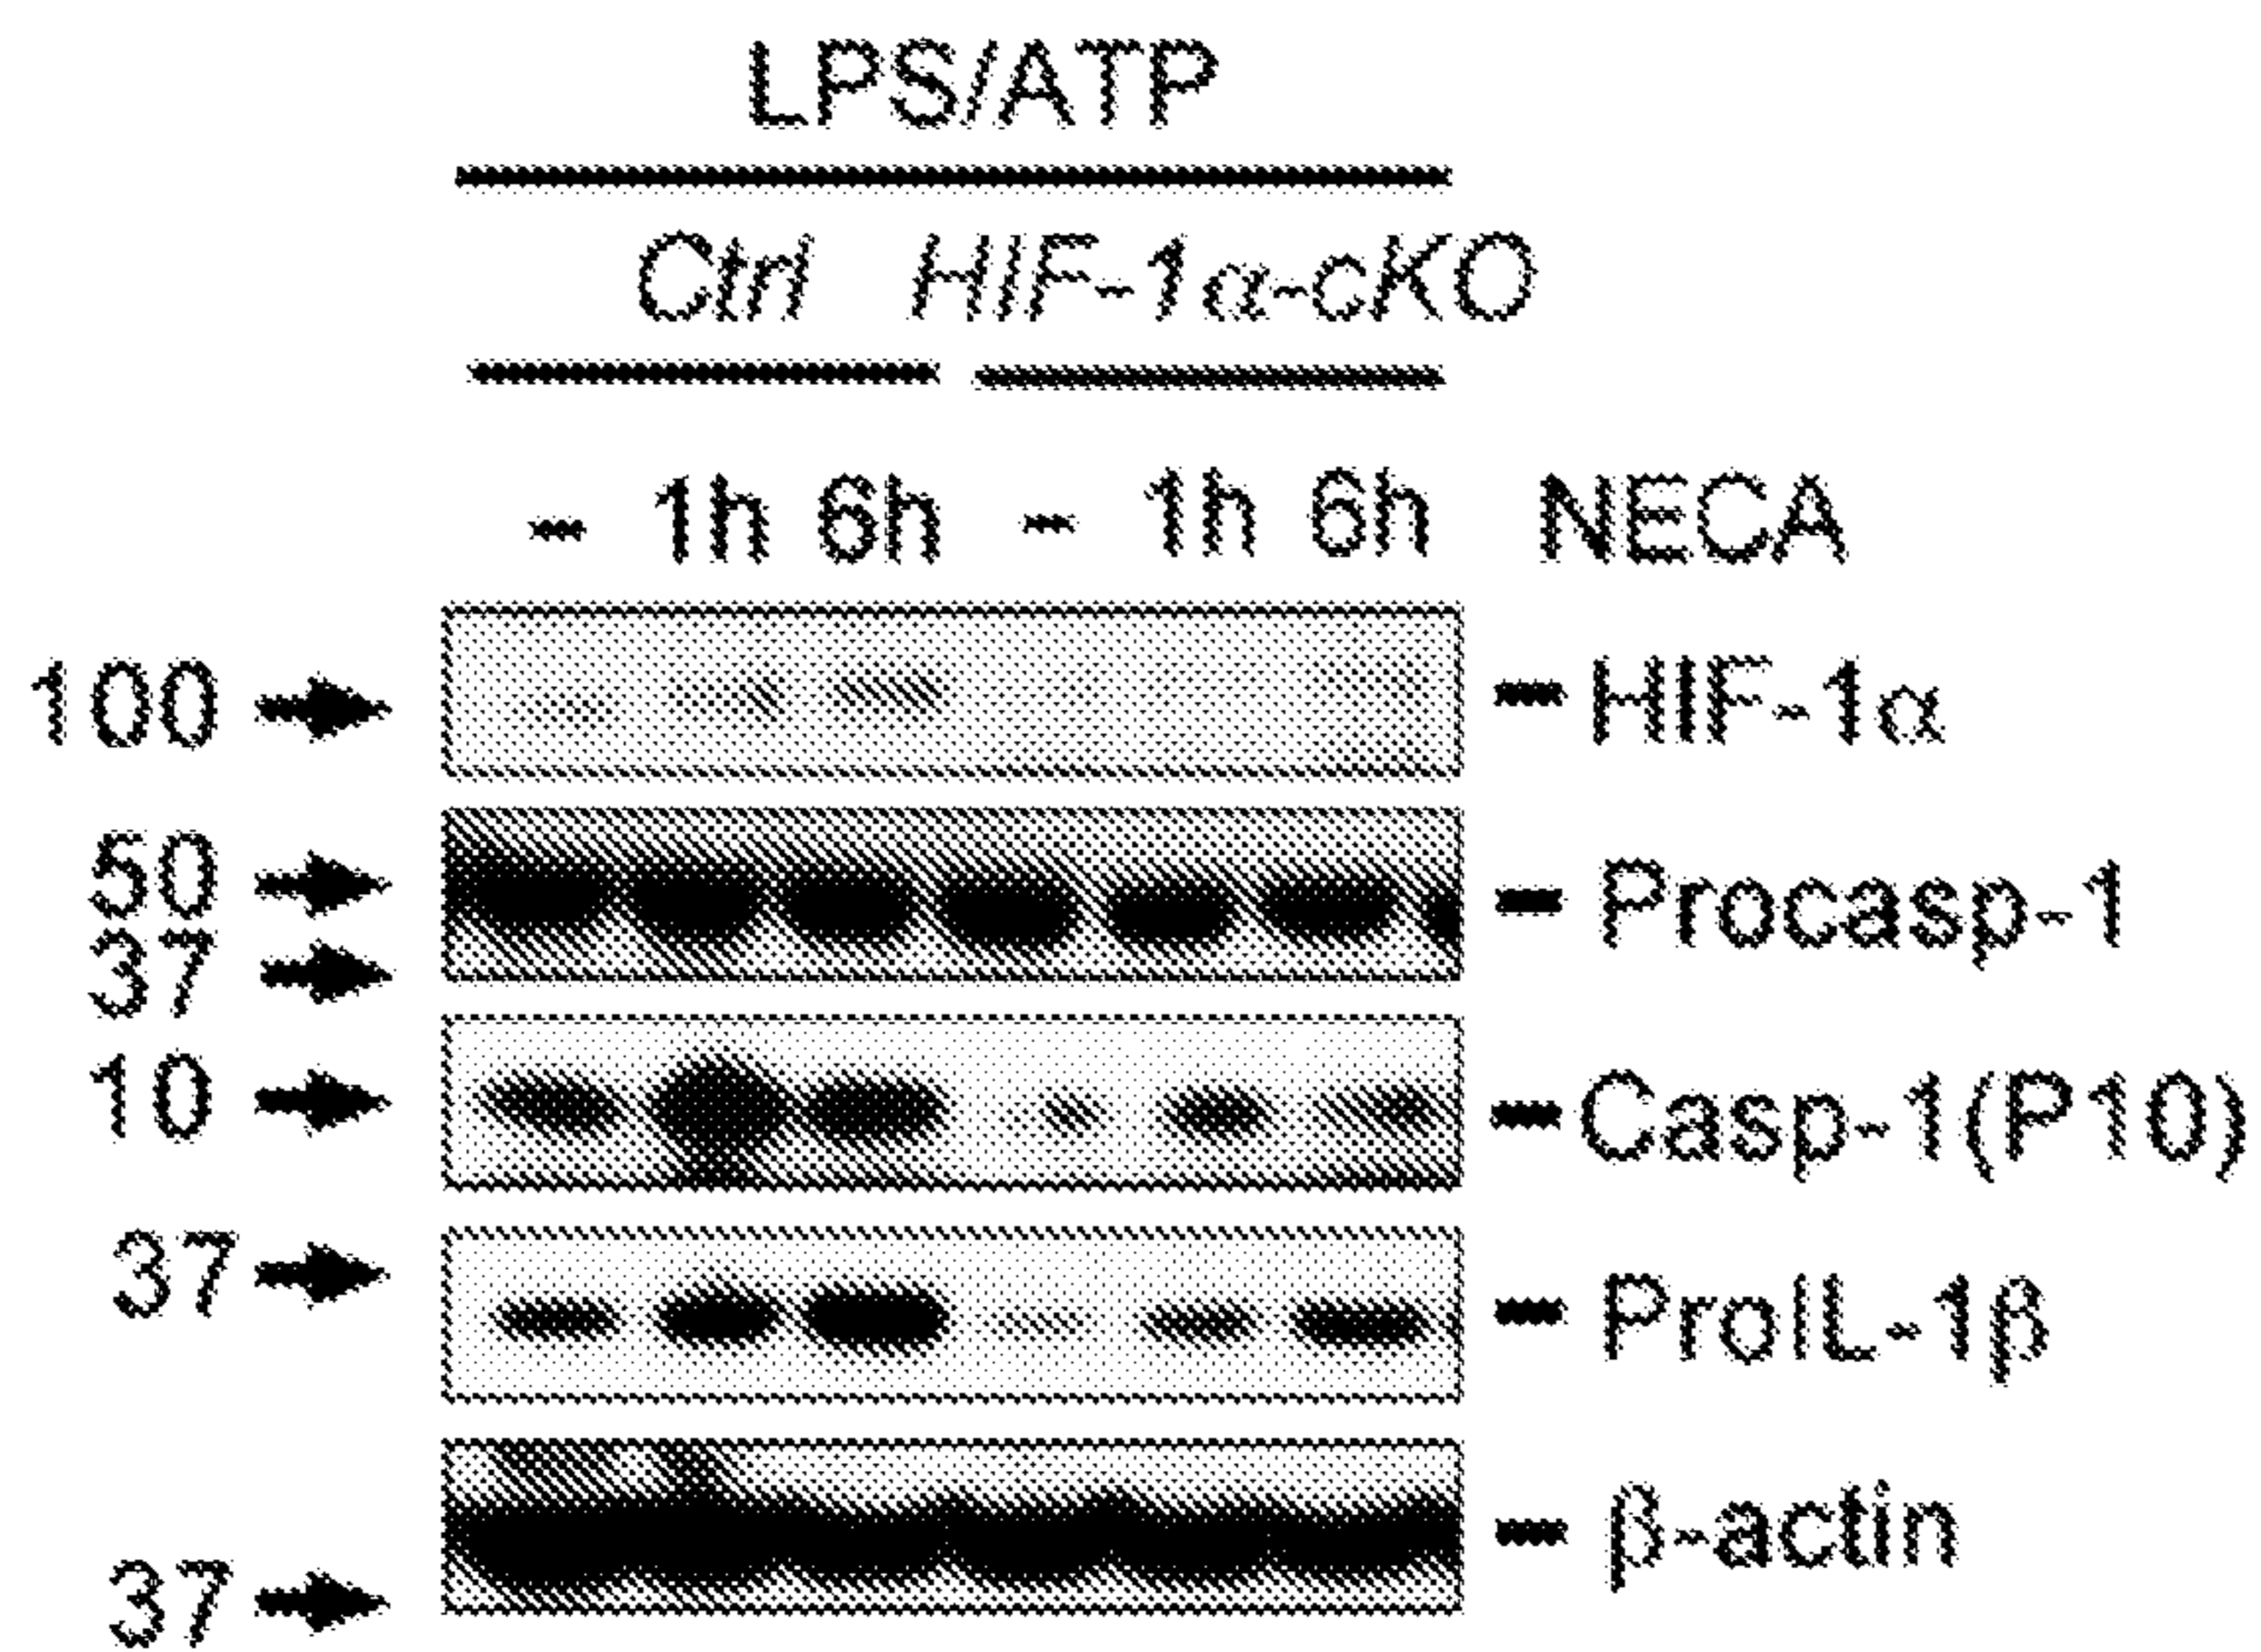 LPS/ATP
Ctrl HIF-1α-cKO
- 1h 6h - 1h 6h NECA
100 HIF-1α
50 Procasp-1
37
10 Casp-1(P10)
37 ProIL-1β
β-actin
37